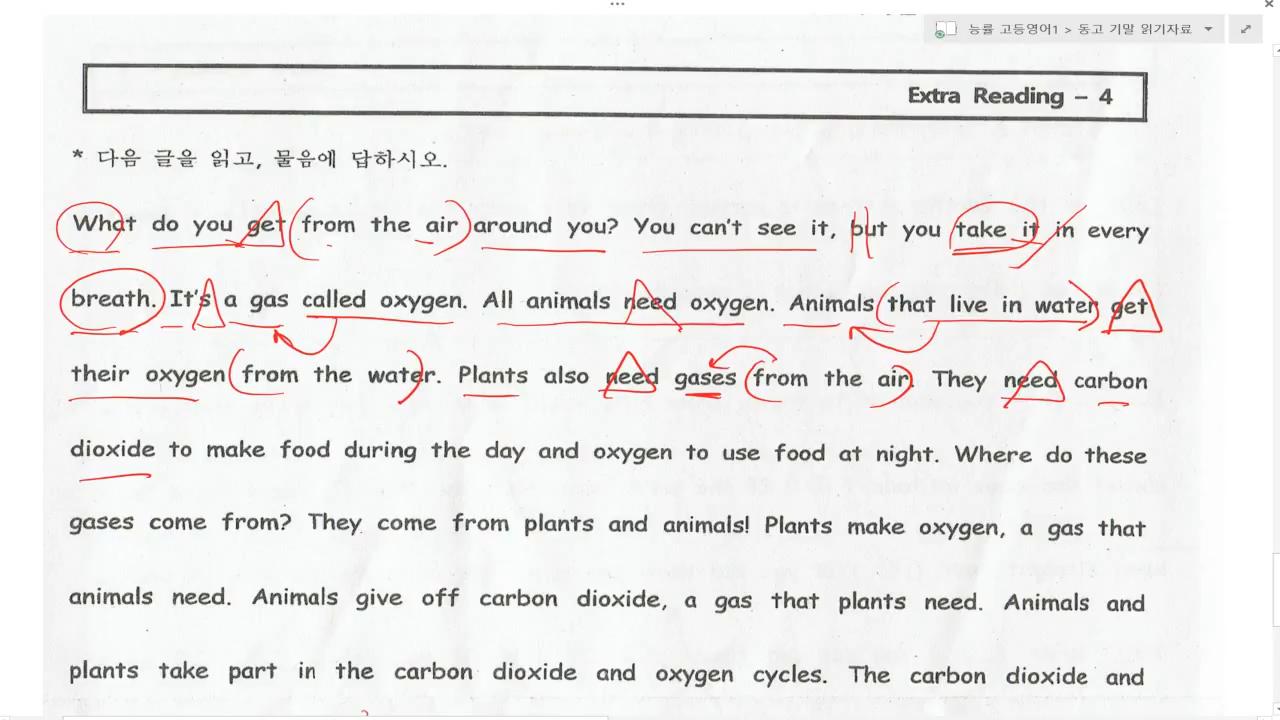 능률 고등영어1 > 동고 기말 읽기자료
Extra Reading - 4
* 다음 글을 읽고, 물음에 답하시오.
What do you get from the air around you? You can't see it, but you take it in every
breath. It's a gas called oxygen. All animals need oxygen. Animals that live in water get
their oxygen from the water. Plants also need gases from the air. They need carbon
dioxide to make food during the day and oxygen to use food at night. Where do these
gases come from? They come from plants and animals! Plants make oxygen, a gas that
animals need. Animals give off carbon dioxide, a gas that plants need. Animals and
plants take part in the carbon dioxide and oxygen cycles. The carbon dioxide and